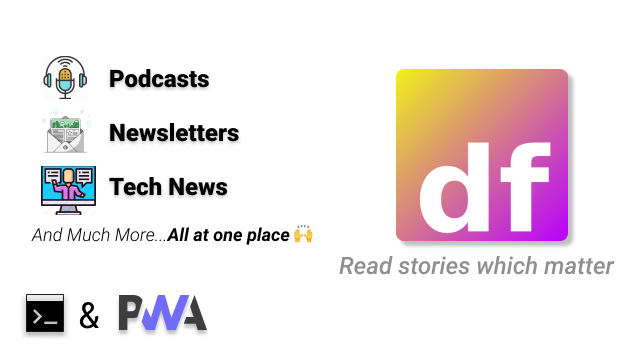 Podcasts
Newsletters
Tech News
And Much More...All at one place 🙌
df
Read stories which matter
>_ & PWA